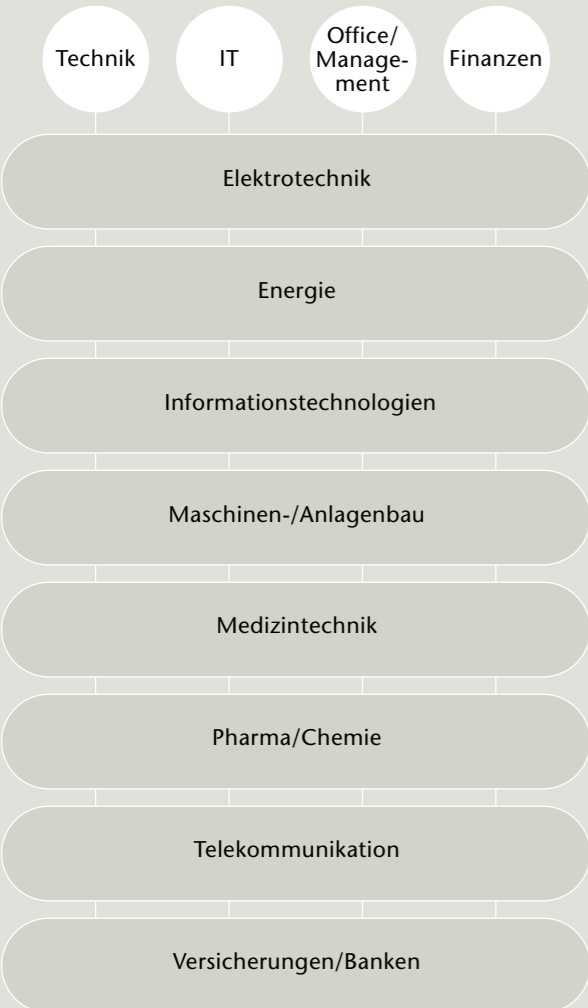 Technik
IT
Office/
Manage-
ment
Finanzen
Elektrotechnik
Energie
Informationstechnologien
Maschinen-/Anlagenbau
Medizintechnik
Pharma/Chemie
Telekommunikation
Versicherungen/Banken